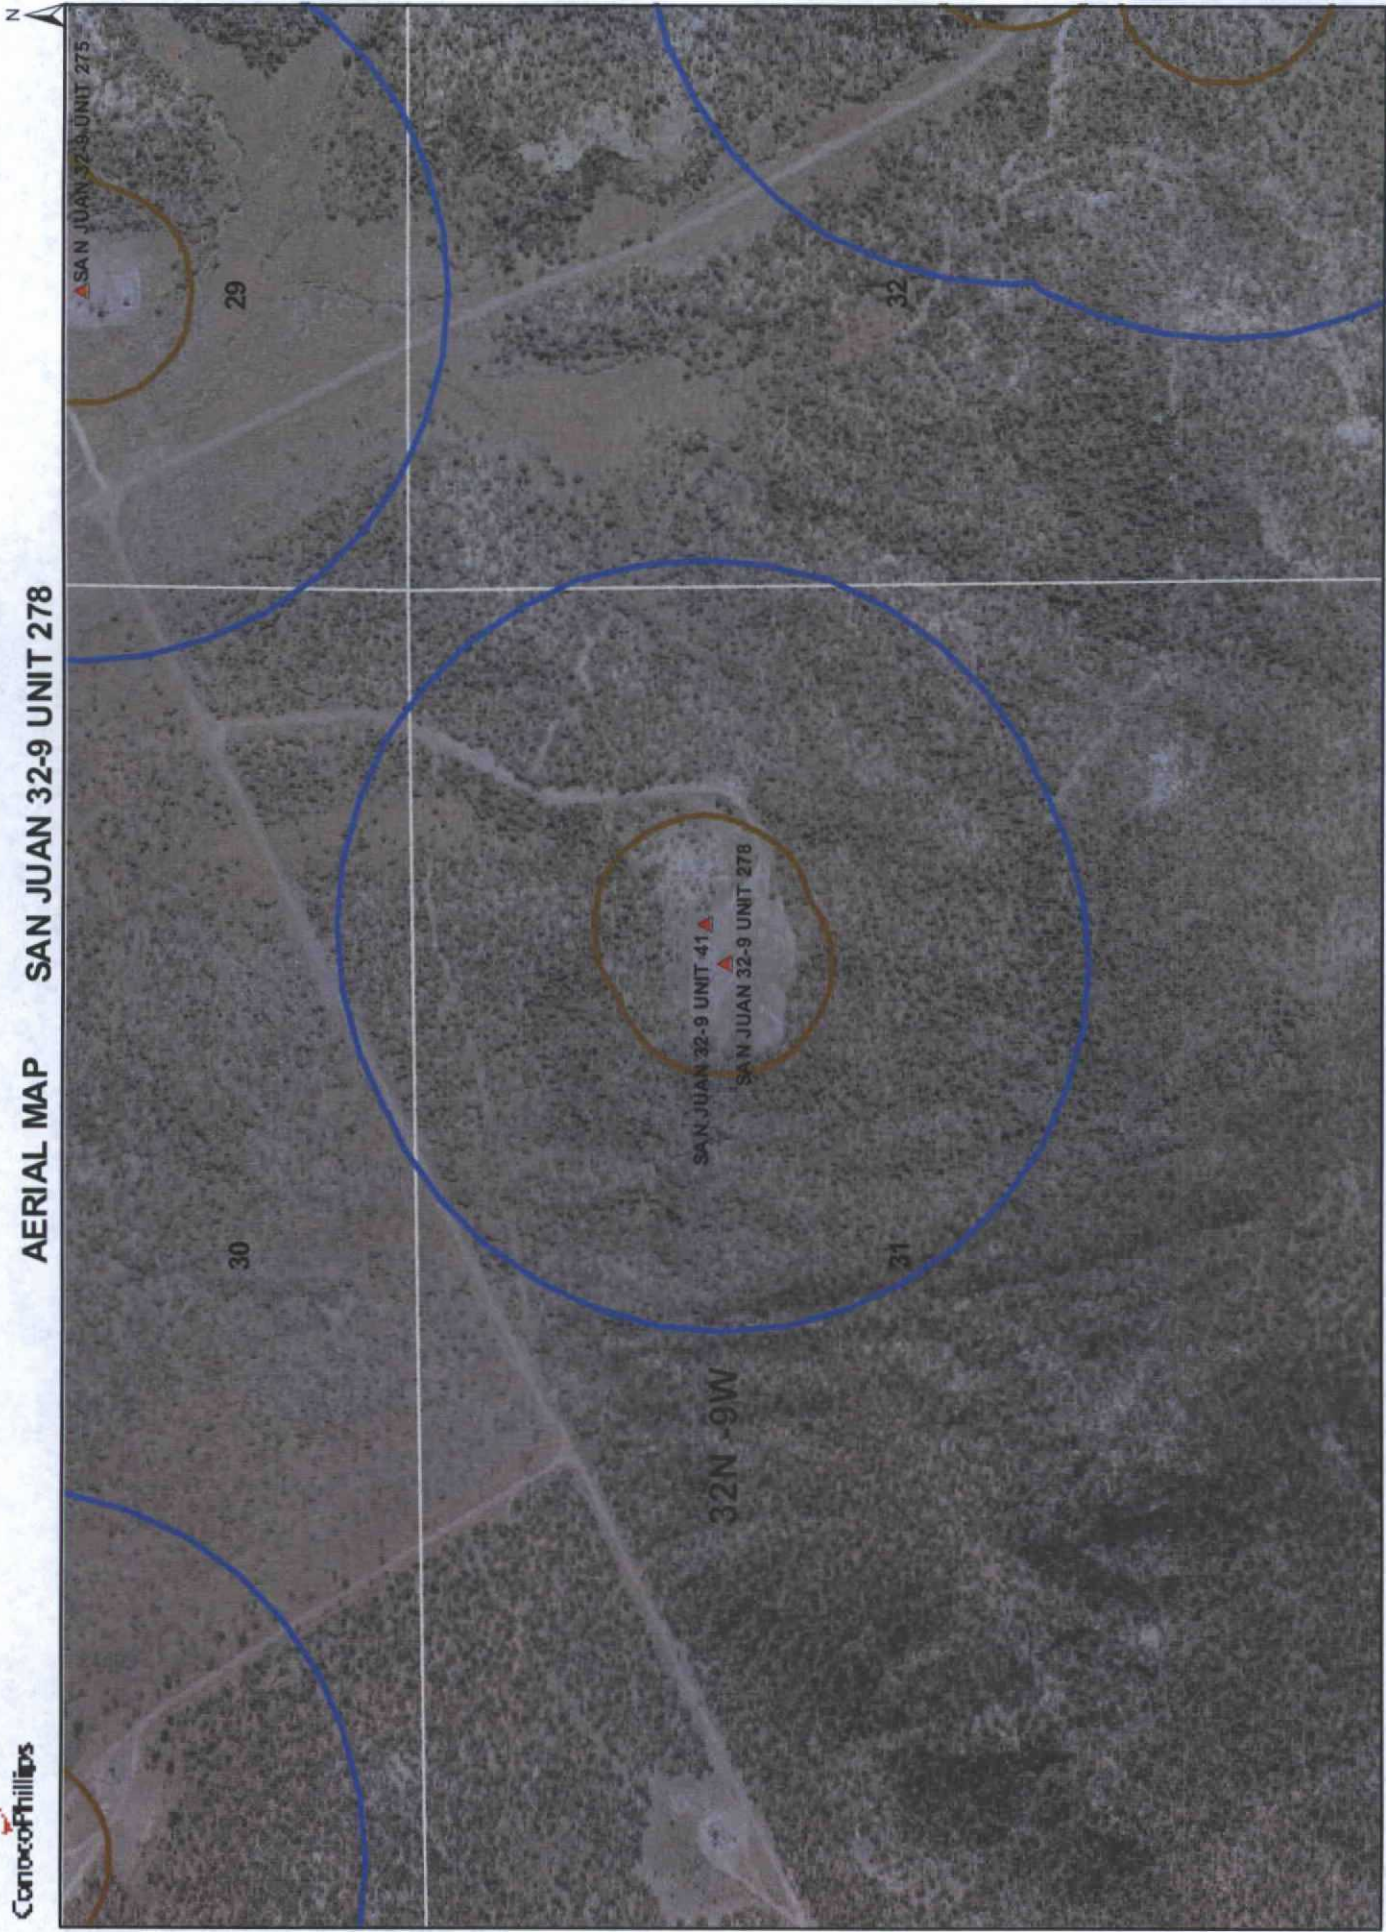 ConocoPhillips
AERIAL MAP SAN JUAN 32-9 UNIT 278
N
SAN JUAN 32-9 UNIT 275
30
29
SAN JUAN 32-9 UNIT 41
SAN JUAN 32-9 UNIT 278
32N - 9W
31
32